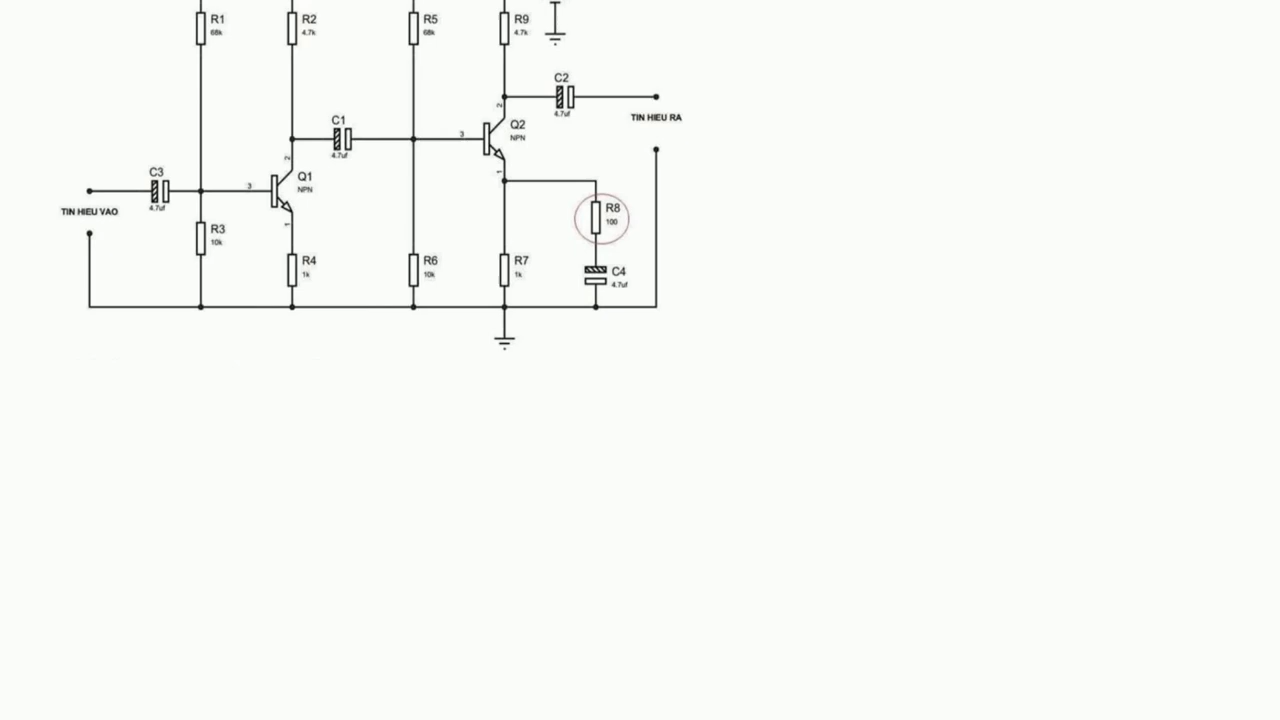 R1
68k
R2
4.7k
R5
68k
R9
4.7k
C2
4.7uf
2
TIN HIEU RA
C1
4.7uf
3
Q2
NPN
2
1
C3
4.7uf
3
Q1
NPN
TIN HIEU VAO
R8
100
1
R3
10k
R4
1k
R6
10k
R7
1k
C4
4.7uf